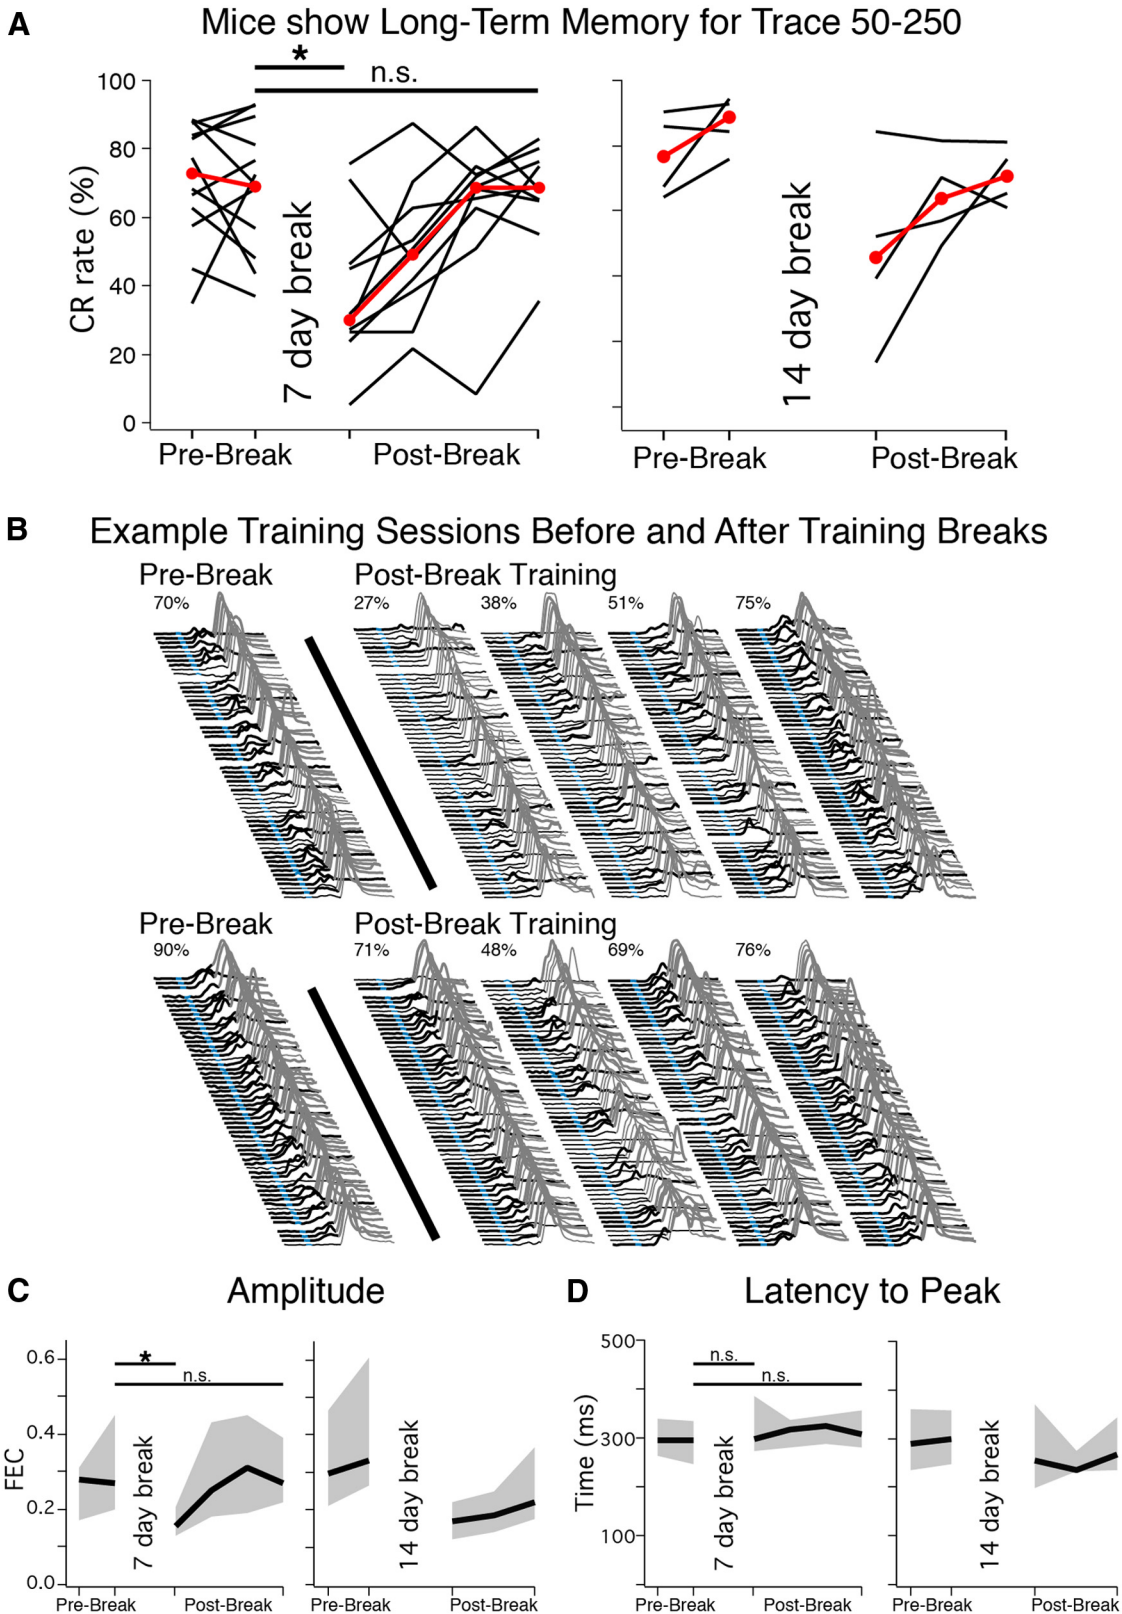 A
Mice show Long-Term Memory for Trace 50-250
*
n.s.
100
80
60
40
20
0
CR rate (%)
7 day break
14 day break
Pre-Break
Post-Break
Pre-Break
Post-Break
B
Example Training Sessions Before and After Training Breaks
Pre-Break
Post-Break Training
70%
27%
38%
51%
75%
Pre-Break
Post-Break Training
90%
71%
48%
69%
76%
C
Amplitude
*
n.s.
0.6
0.4
0.2
0.0
FEC
7 day break
14 day break
Pre-Break
Post-Break
Pre-Break
Post-Break
D
Latency to Peak
n.s.
n.s.
500
300
100
Time (ms)
7 day break
14 day break
Pre-Break
Post-Break
Pre-Break
Post-Break